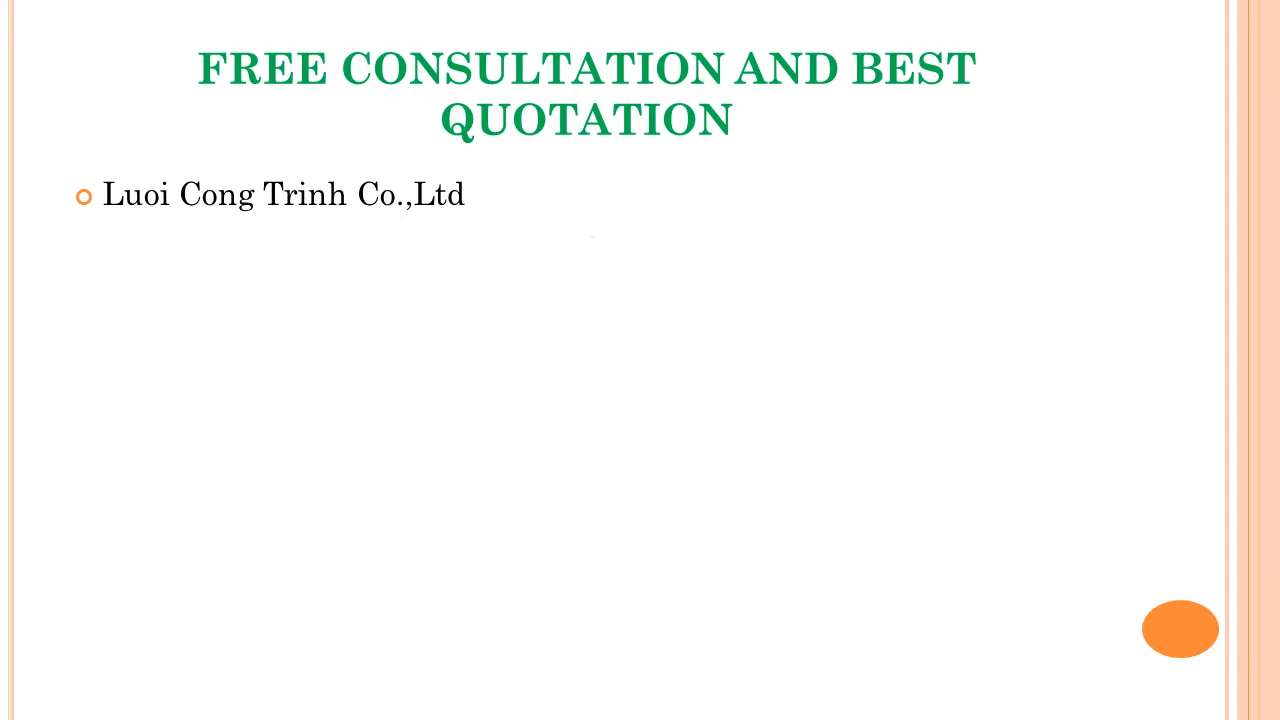 FREE CONSULTATION AND BEST
QUOTATION
Luoi Cong Trinh Co.,Ltd